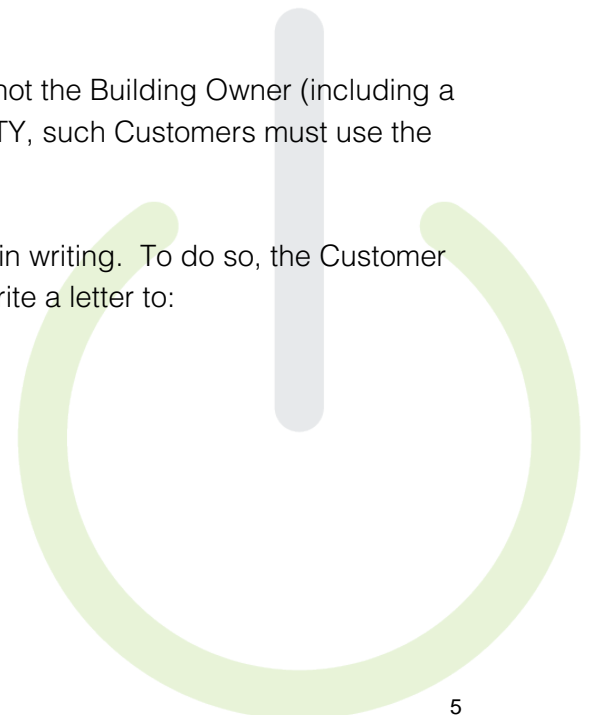 not the Building Owner (including a
TY, such Customers must use the
in writing.  To do so, the Customer
rite a letter to:
5